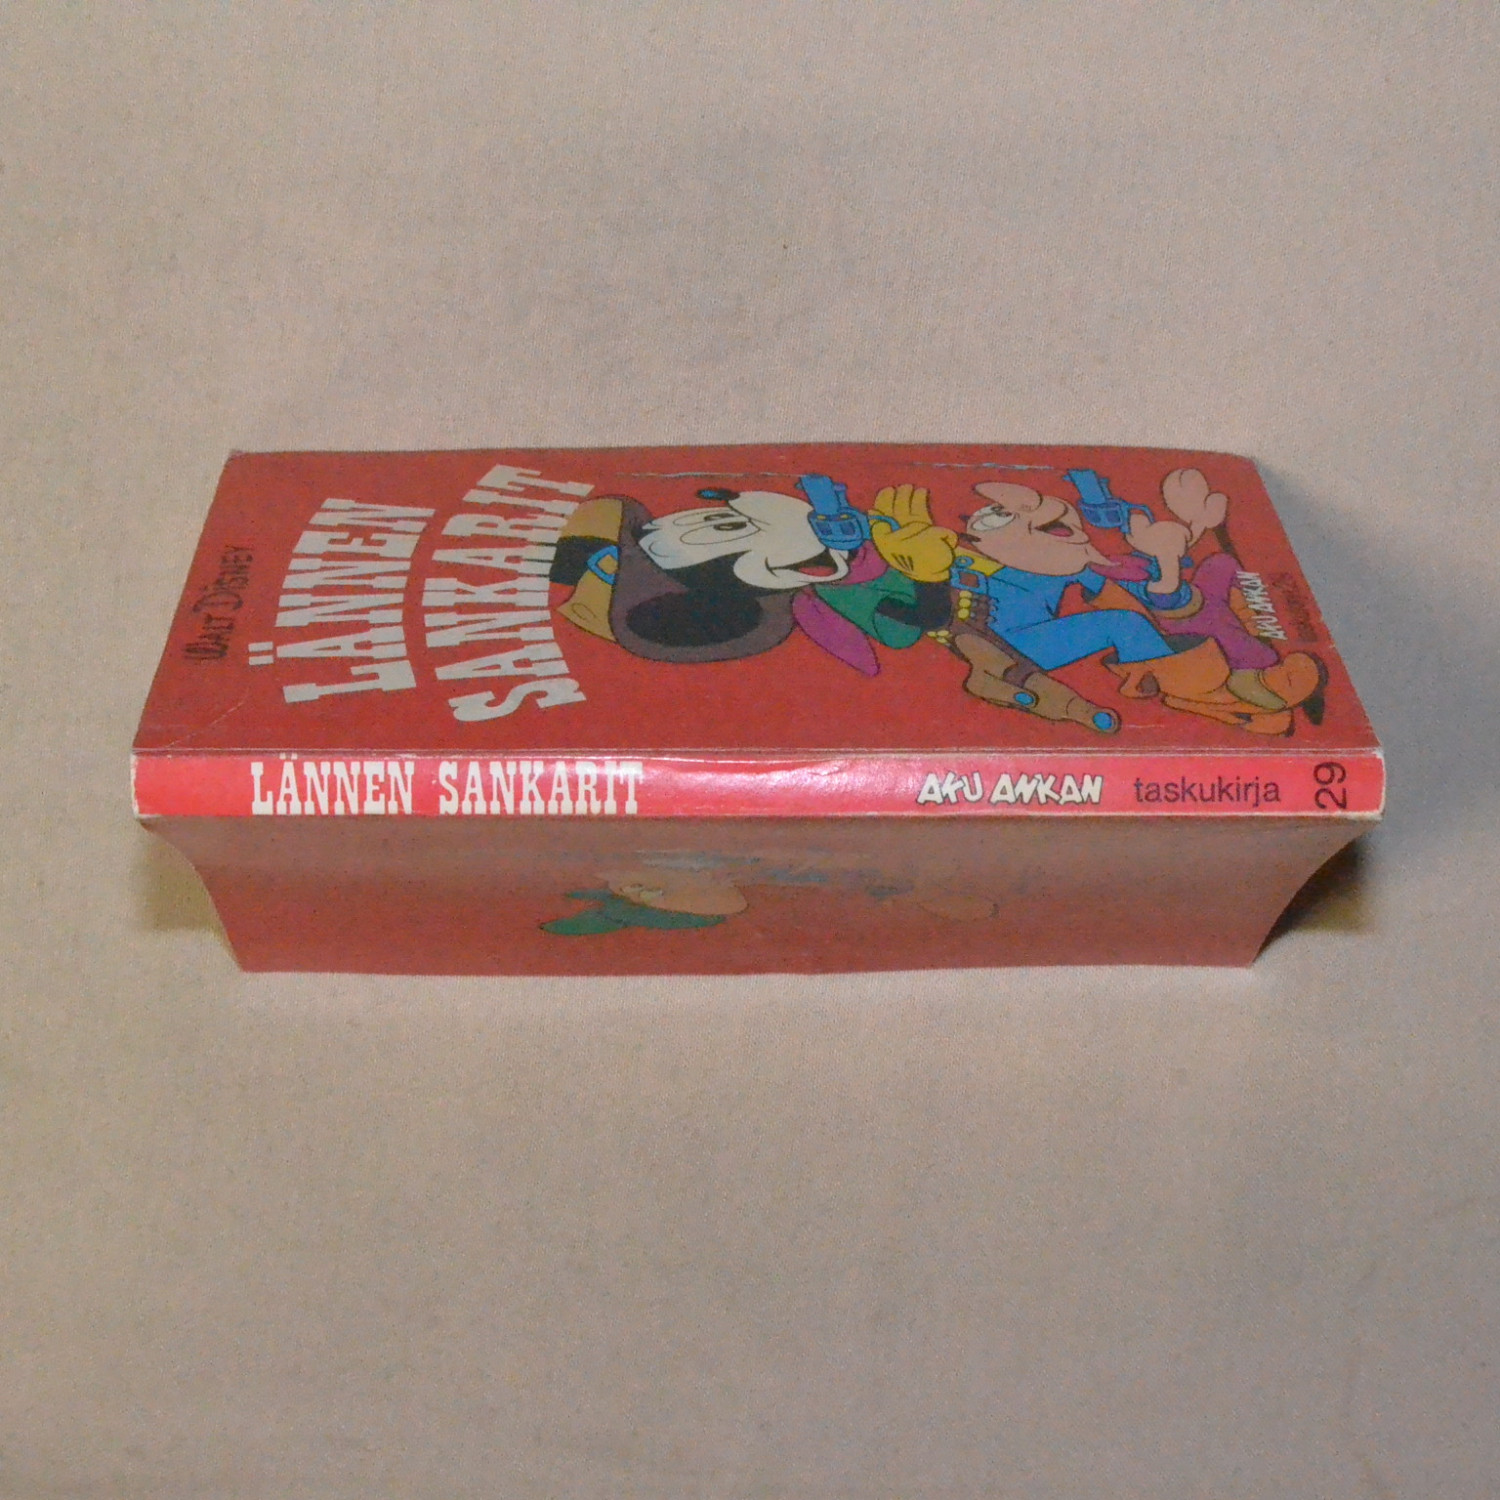 WALT DISNEY
LÄNNEN
SANKARIT
AKU ANKAN
LÄNNEN SANKARIT AKU ANKAN taskukirja 29